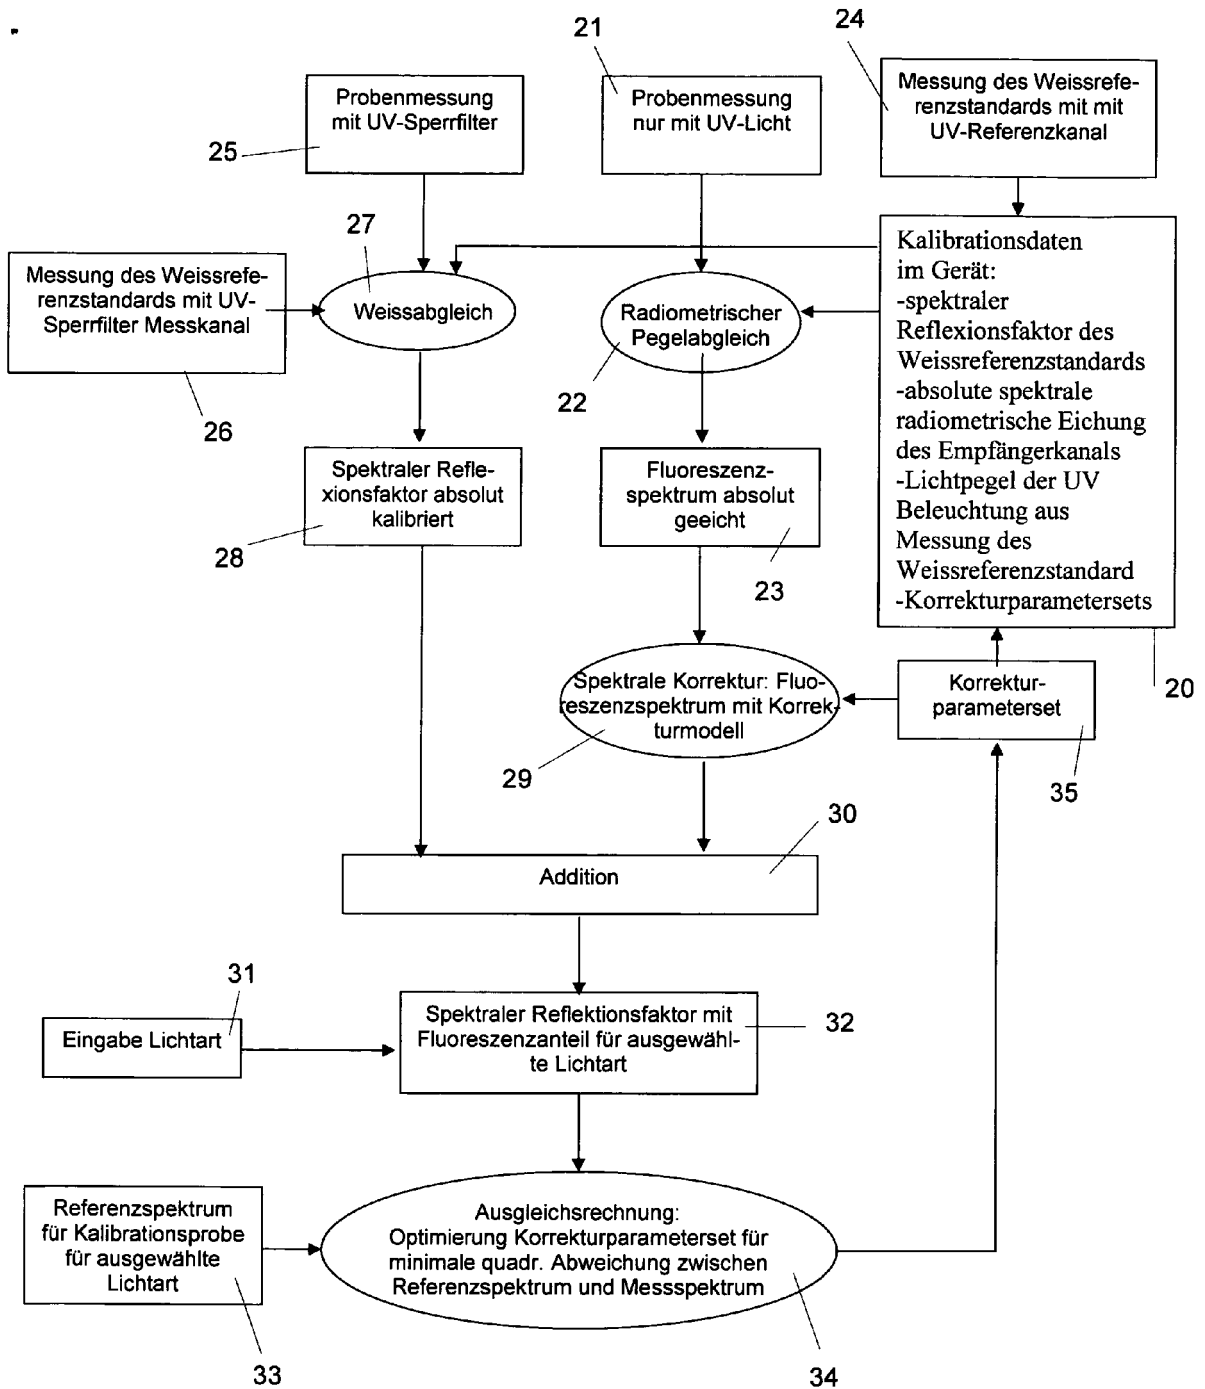 21
24
Probenmessung
mit UV-Sperrfilter
Probenmessung
nur mit UV-Licht
Messung des Weissrefe-
renzstandards mit mit
UV-Referenzkanal
25
27
Messung des Weissrefe-
renzstandards mit UV-
Sperrfilter Messkanal
Weissabgleich
Radiometrischer
Pegelabgleich
Kalibrationsdaten
im Gerät:
-spektraler
Reflexionsfaktor des
Weissreferenzstandards
-absolute spektrale
radiometrische Eichung
des Empfängerkanals
-Lichtpegel der UV
Beleuchtung aus
Messung des
Weissreferenzstandard
-Korrekturparametersets
26
22
Spektraler Refle-
xionsfaktor absolut
kalibriert
Fluoreszenz-
spektrum absolut
geeicht
28
23
20
Spektrale Korrektur: Fluo-
reszenzspektrum mit Korrek-
turmodell
Korrektur-
parameterset
29
35
30
Addition
31
Eingabe Lichtart
Spektraler Reflektionsfaktor mit
Fluoreszenzanteil für ausgewähl-
te Lichtart
32
Referenzspektrum
für Kalibrationsprobe
für ausgewählte
Lichtart
Ausgleichsrechnung:
Optimierung Korrekturparameterset für
minimale quadr. Abweichung zwischen
Referenzspektrum und Messspektrum
33
34